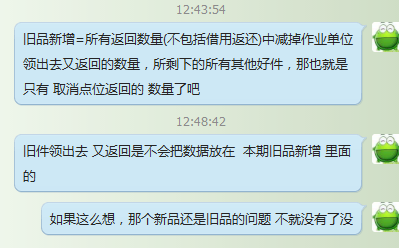 12:43:54
旧品新增=所有返回数量(不包括借用返还)中减掉作业单位
领出去又返回的数量，所剩下的所有其他好件，那也就是
只有 取消点位返回的 数量了吧
12:48:42
旧件领出去 又返回是不会把数据放在  本期旧品新增 里面
的
如果这么想，那个新品还是旧品的问题 不就没有了没